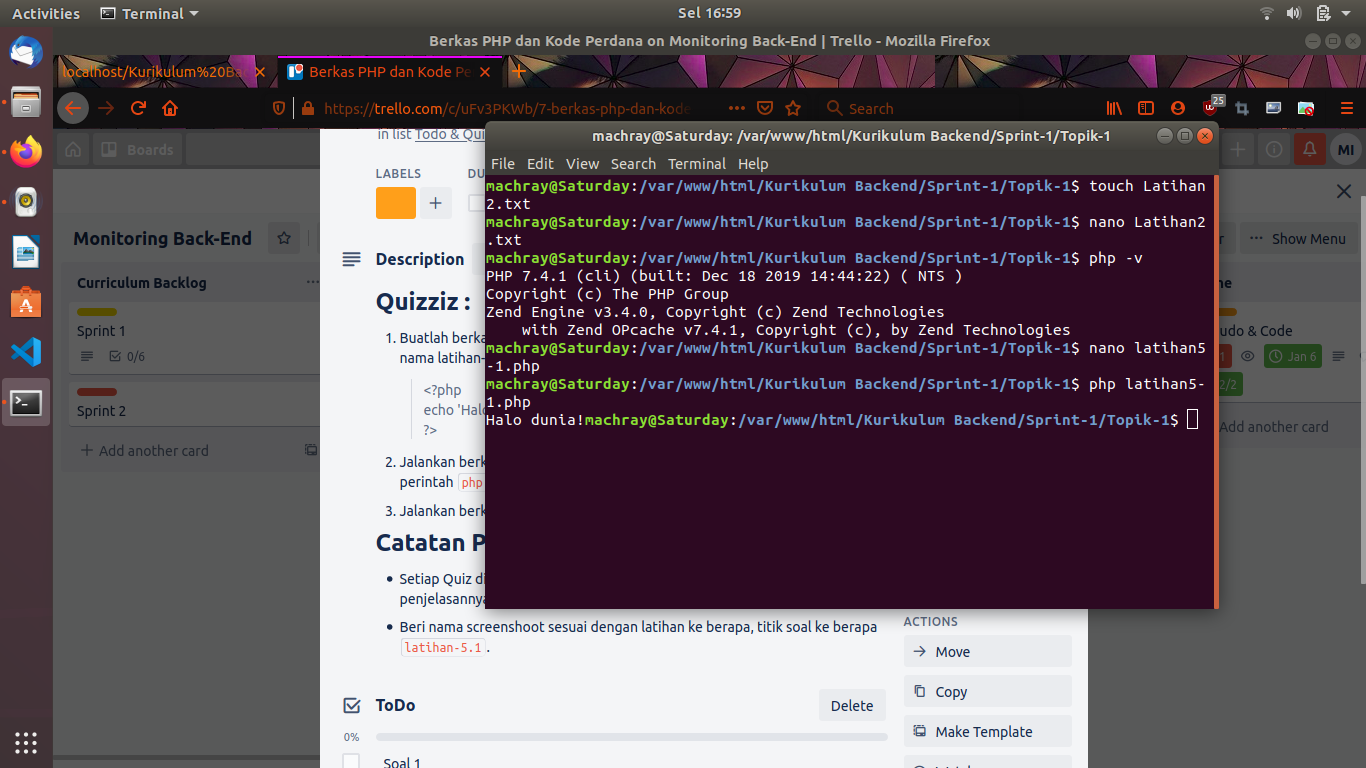 Activities
Terminal
Sel 16:59
Berkas PHP dan Kode Perdana on Monitoring Back-End | Trello - Mozilla Firefox
localhost/Kurikulum%20Ba
Berkas PHP dan Kode Pe
https://trello.com/c/uFv3PKWb/7-berkas-php-dan-kode
Search
25
Boards
MI
in list Todo & Qui
LABELS
DU
Monitoring Back-End
Show Menu
Curriculum Backlog
Sprint 1
0/6
Sprint 2
Add another card
Description
Quizziz :
1. Buatlah berka
nama latihan-
<?php
echo 'Halo
?>
2. Jalankan berk
perintah php
3. Jalankan berk
Catatan P
Setiap Quiz di
penjelasannya
Beri nama screenshoot sesuai dengan latihan ke berapa, titik soal ke berapa
latihan-5.1 .
ToDo
Delete
0%
Soal 1
machray@Saturday: /var/www/html/Kurikulum Backend/Sprint-1/Topik-1
File Edit View Search Terminal Help
machray@Saturday:/var/www/html/Kurikulum Backend/Sprint-1/Topik-1$ touch Latihan
2.txt
machray@Saturday:/var/www/html/Kurikulum Backend/Sprint-1/Topik-1$ nano Latihan2
.txt
machray@Saturday:/var/www/html/Kurikulum Backend/Sprint-1/Topik-1$ php -v
PHP 7.4.1 (cli) (built: Dec 18 2019 14:44:22) ( NTS )
Copyright (c) The PHP Group
Zend Engine v3.4.0, Copyright (c) Zend Technologies
    with Zend OPcache v7.4.1, Copyright (c), by Zend Technologies
machray@Saturday:/var/www/html/Kurikulum Backend/Sprint-1/Topik-1$ nano latihan5
-1.php
machray@Saturday:/var/www/html/Kurikulum Backend/Sprint-1/Topik-1$ php latihan5-
1.php
Halo dunia!machray@Saturday:/var/www/html/Kurikulum Backend/Sprint-1/Topik-1$
udo & Code
1
Jan 6
2/2
Add another card
ACTIONS
Move
Copy
Make Template